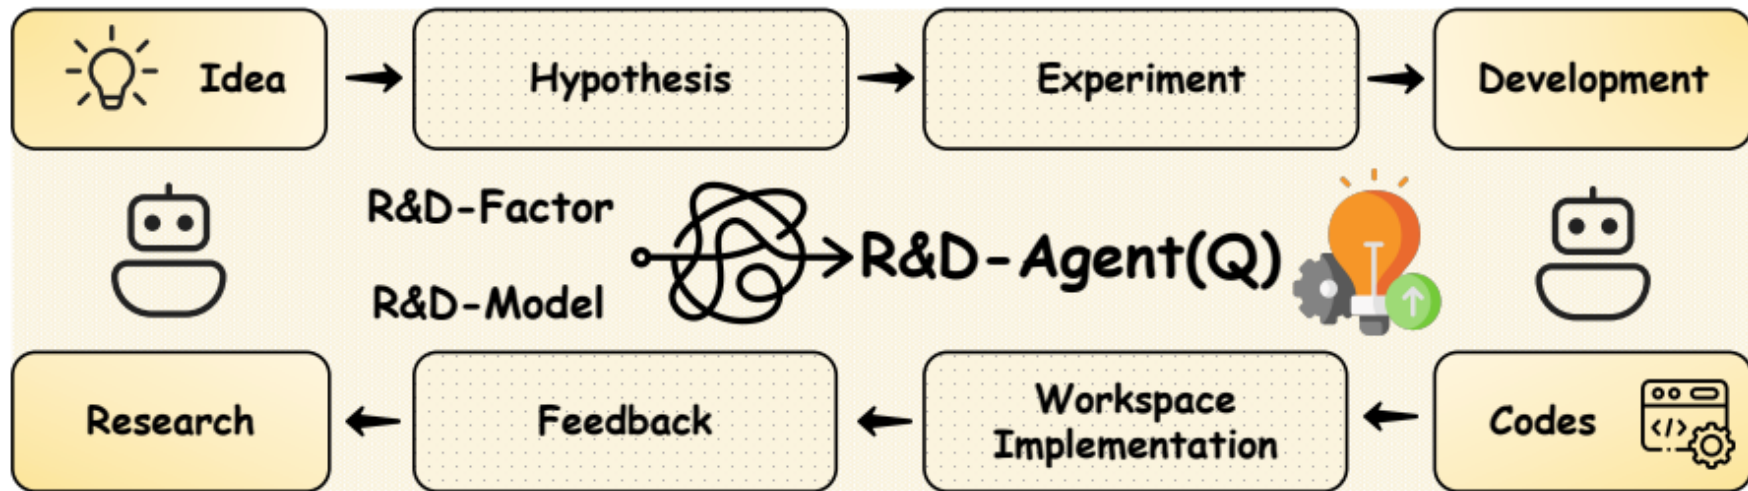 Idea
Hypothesis
Experiment
Development
R&D-Factor
R&D-Model
R&D-Agent(Q)
Research
Feedback
Workspace
Implementation
Codes
</>